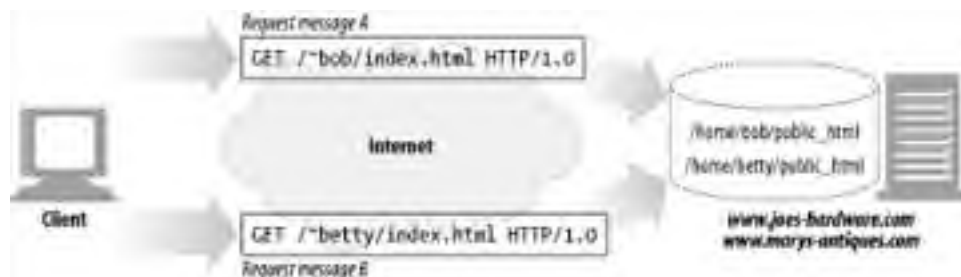 Request message A
GET /~bob/index.html HTTP/1.0
Internet
/home/bob/public_html
/home/betty/public_html
Client
www.joes-hardware.com
www.marys-antiques.com
GET /~betty/index.html HTTP/1.0
Request message B